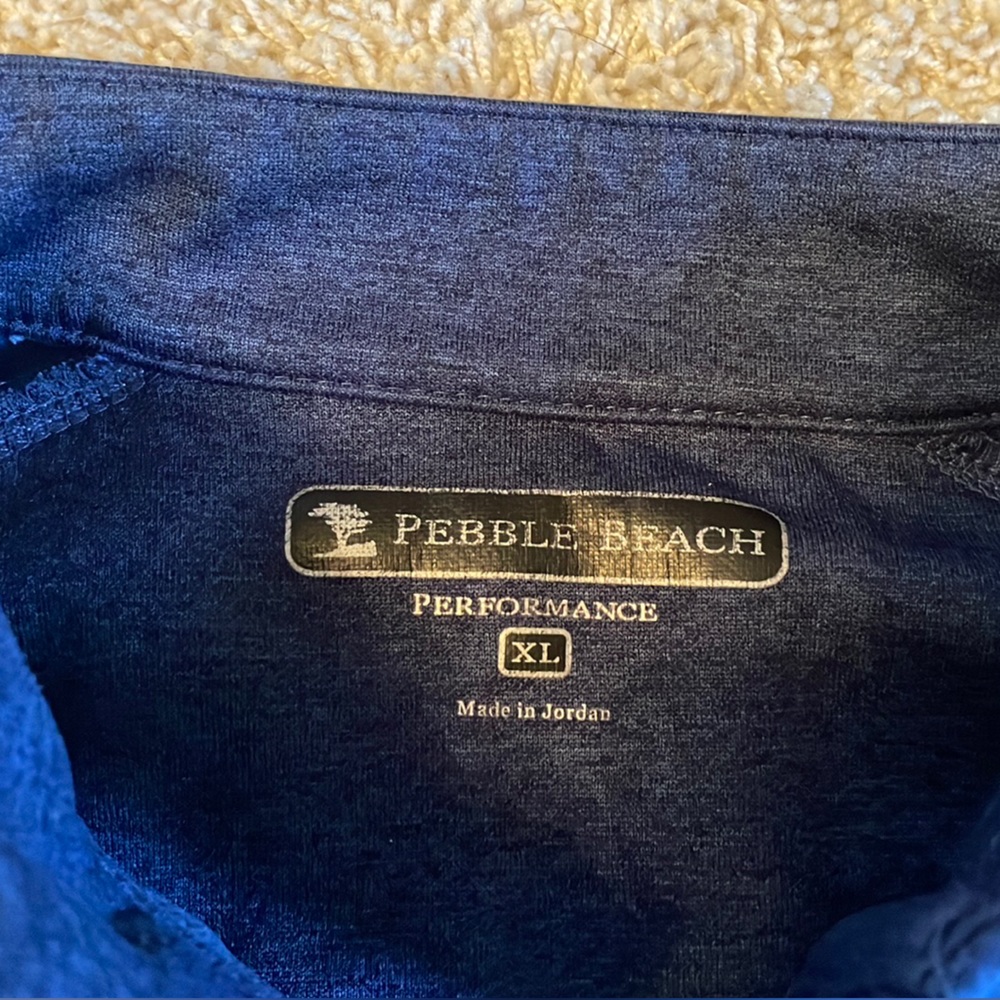 PEBBLE BEACH
PERFORMANCE
XL
Made in Jordan